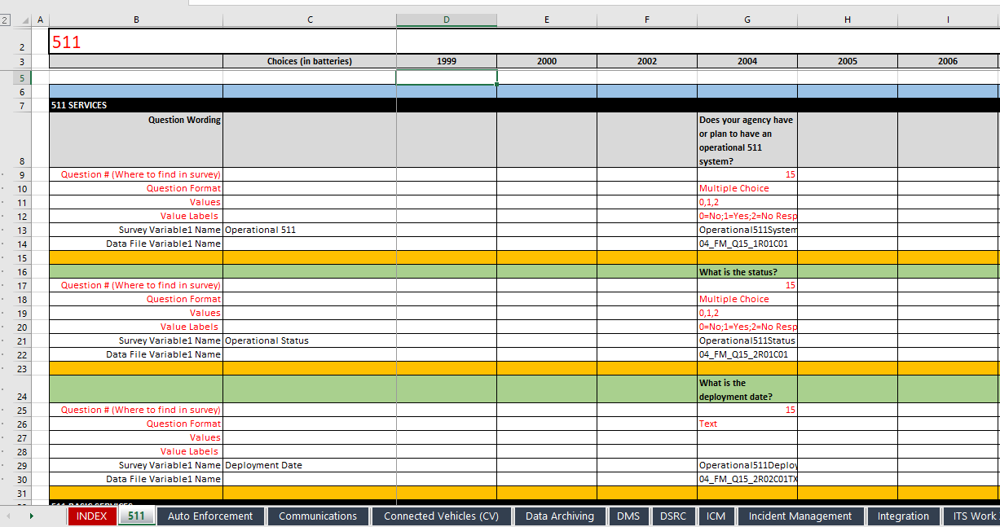 2 A B C D E F G H I
2 511
3 Choices (in batteries) 1999 2000 2002 2004 2005 2006
5
6
7 511 SERVICES
8 Question Wording Does your agency have
or plan to have an
operational 511
system?
9 Question # (Where to find in survey) 15
10 Question Format Multiple Choice
11 Values 0,1,2
12 Value Labels 0=No;1=Yes;2=No Resp
13 Survey Variable1 Name Operational 511 Operational511System
14 Data File Variable1 Name 04_FM_Q15_1R01C01
15
16 What is the status?
17 Question # (Where to find in survey) 15
18 Question Format Multiple Choice
19 Values 0,1,2
20 Value Labels 0=No;1=Yes;2=No Resp
21 Survey Variable1 Name Operational Status Operational511Status
22 Data File Variable1 Name 04_FM_Q15_2R01C01
23
24 What is the
deployment date?
25 Question # (Where to find in survey) 15
26 Question Format Text
27 Values
28 Value Labels
29 Survey Variable1 Name Deployment Date Operational511Deploy
30 Data File Variable1 Name 04_FM_Q15_2R02C01TX
31
INDEX 511 Auto Enforcement Communications Connected Vehicles (CV) Data Archiving DMS DSRC ICM Incident Management Integration ITS Work